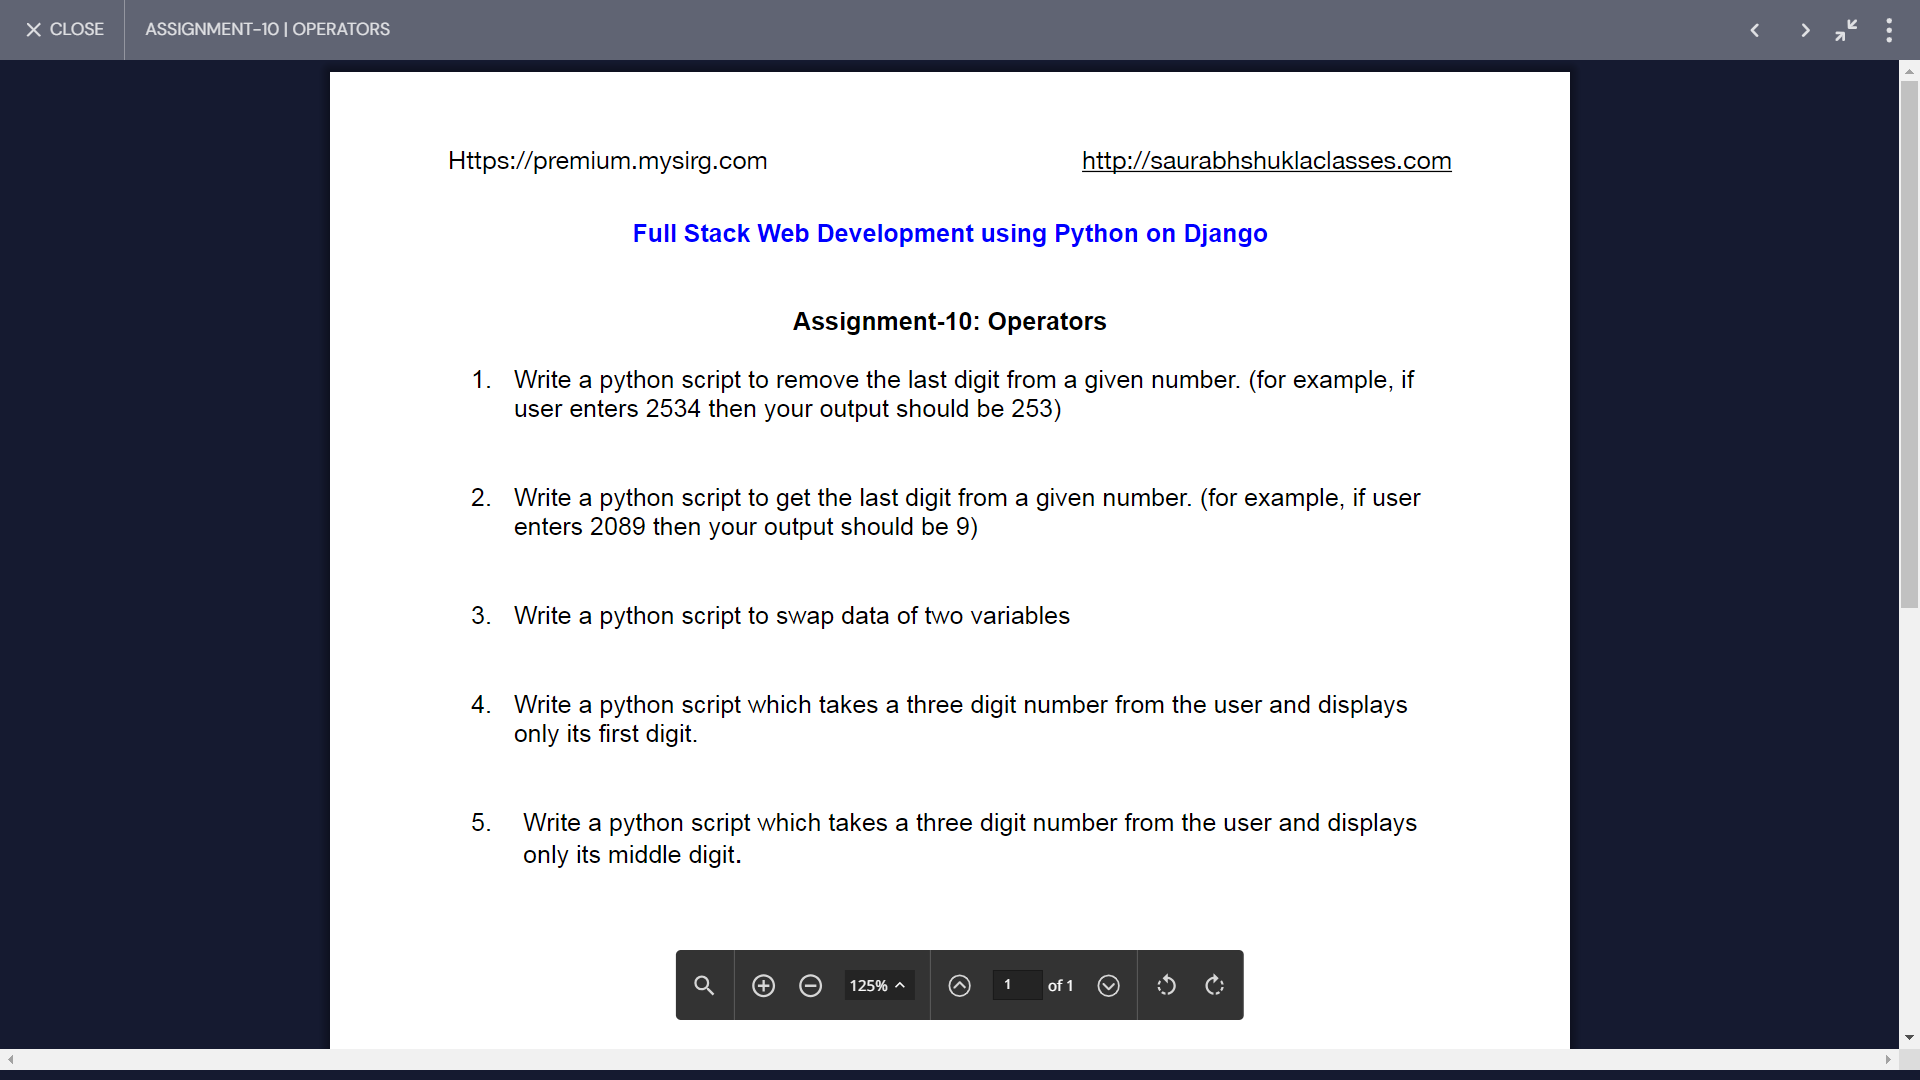 CLOSE
ASSIGNMENT-10 | OPERATORS
Https://premium.mysirg.com
http://saurabhshuklaclasses.com
Full Stack Web Development using Python on Django
Assignment-10: Operators
1. Write a python script to remove the last digit from a given number. (for example, if
user enters 2534 then your output should be 253)
2. Write a python script to get the last digit from a given number. (for example, if user
enters 2089 then your output should be 9)
3. Write a python script to swap data of two variables
4. Write a python script which takes a three digit number from the user and displays
only its first digit.
5. Write a python script which takes a three digit number from the user and displays
only its middle digit.
125%
1 of 1